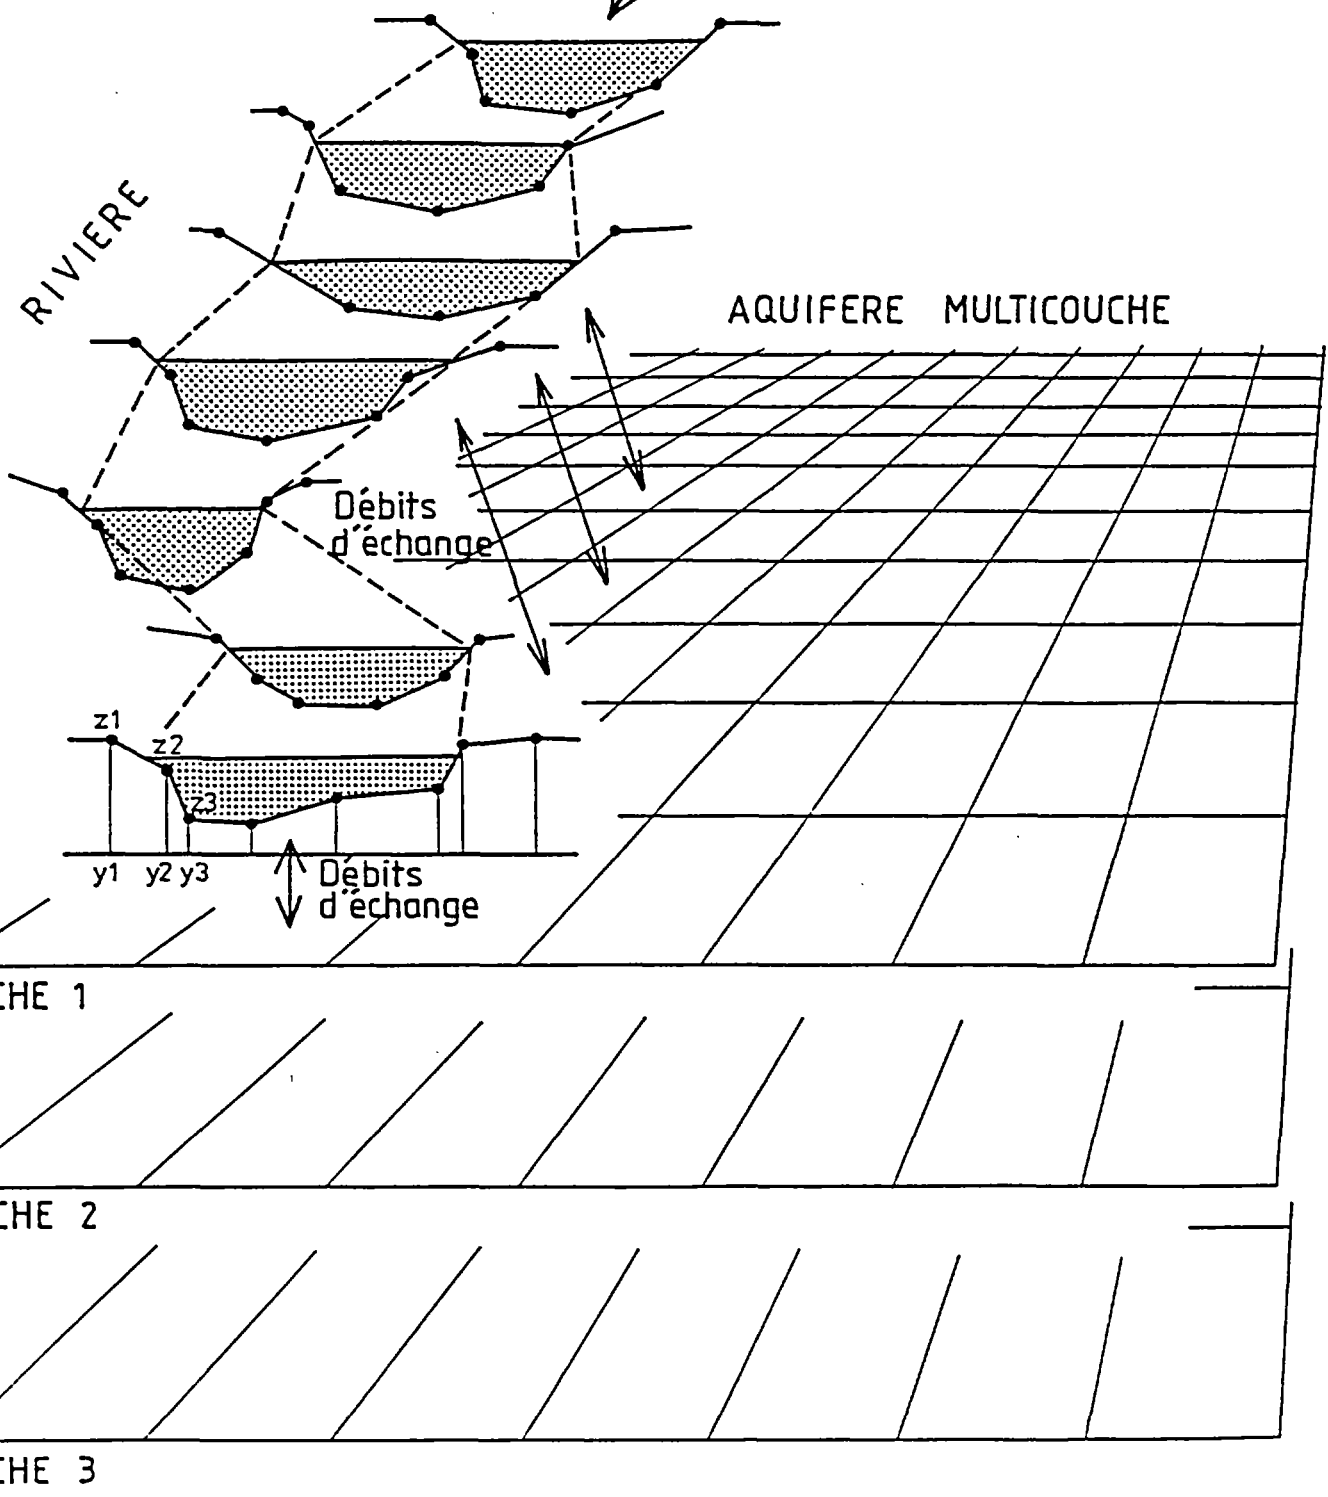 RIVIERE
AQUIFERE MULTICOUCHE
Débits
d'échange
z1
z2
z3
y1 y2 y3
Débits
d'échange
CHE 1
CHE 2
CHE 3